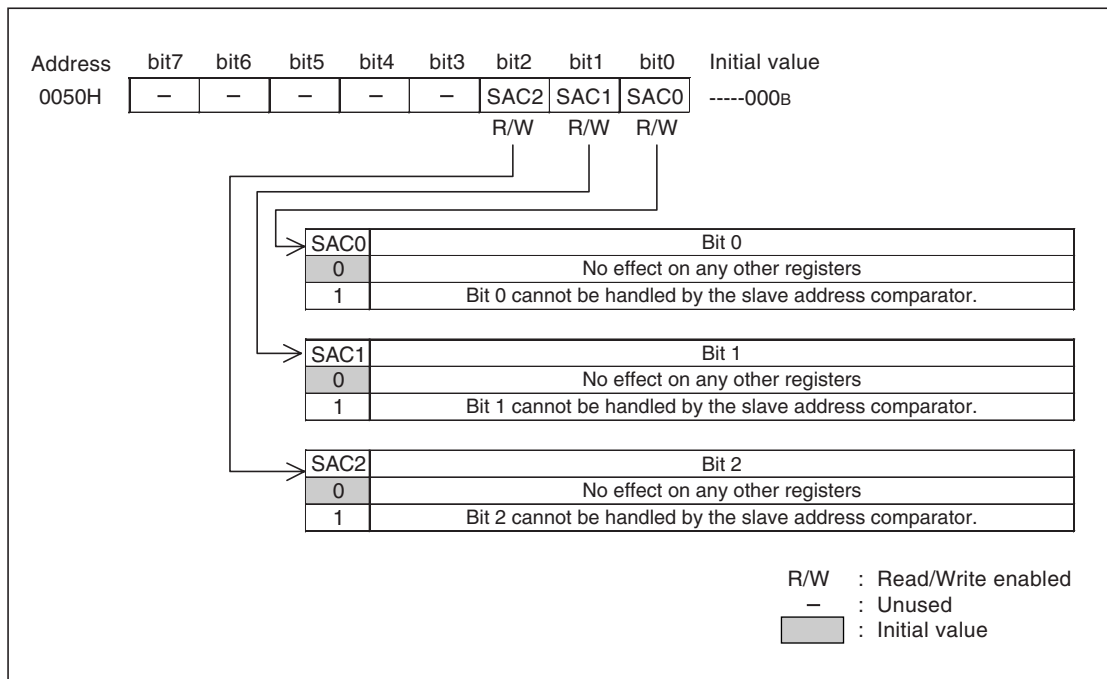 Address bit7 bit6 bit5 bit4 bit3 bit2 bit1 bit0 Initial value
0050H – – – – – SAC2 SAC1 SAC0 -----000B
R/W R/W R/W
SAC0 Bit 0
0 No effect on any other registers
1 Bit 0 cannot be handled by the slave address comparator.
SAC1 Bit 1
0 No effect on any other registers
1 Bit 1 cannot be handled by the slave address comparator.
SAC2 Bit 2
0 No effect on any other registers
1 Bit 2 cannot be handled by the slave address comparator.
R/W : Read/Write enabled
– : Unused
: Initial value